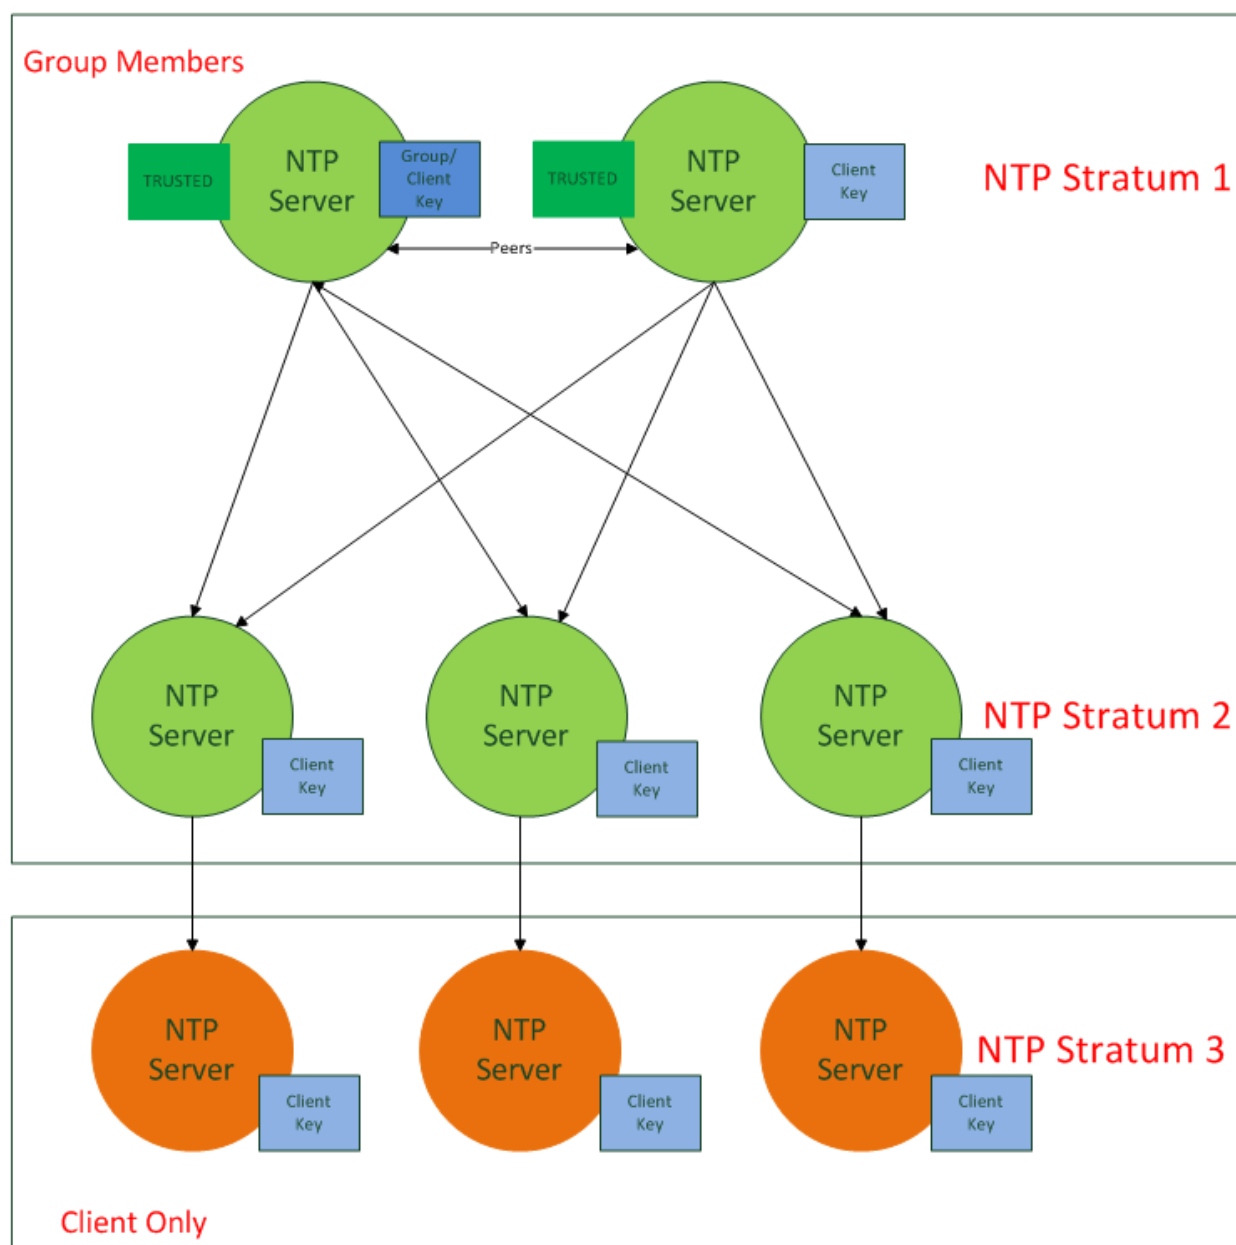 Group Members
TRUSTED
NTP
Server
Group/
Client
Key
TRUSTED
NTP
Server
Client
Key
NTP Stratum 1
Peers
NTP
Server
Client
Key
NTP
Server
Client
Key
NTP
Server
Client
Key
NTP Stratum 2
NTP
Server
Client
Key
NTP
Server
Client
Key
NTP
Server
Client
Key
NTP Stratum 3
Client Only